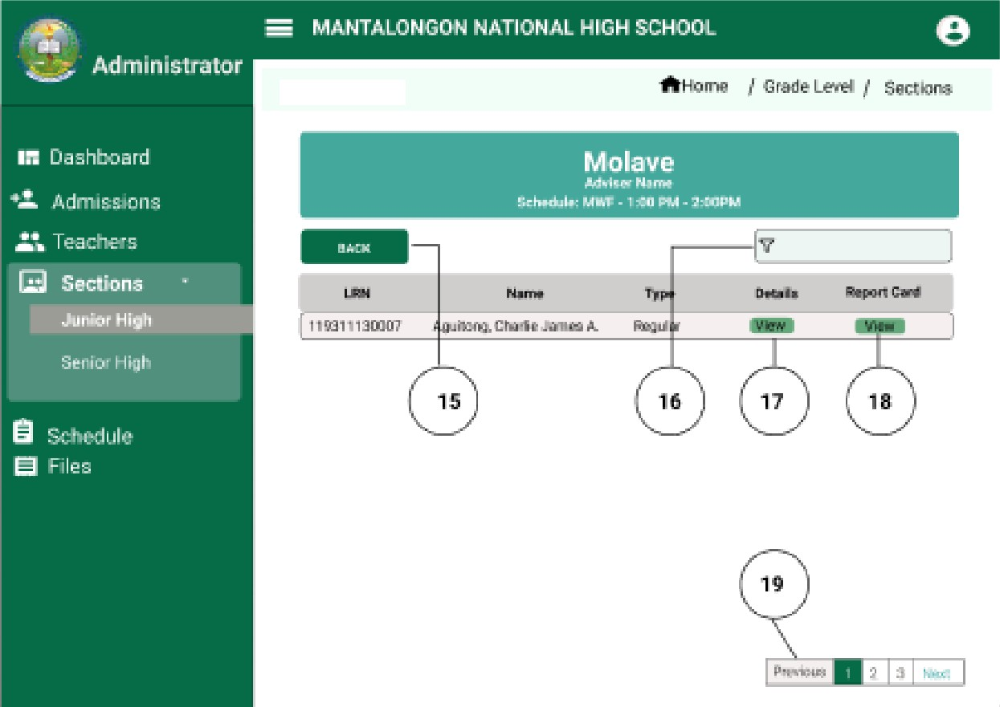 MANTALONGON NATIONAL HIGH SCHOOL
Administrator
Home / Grade Level / Sections
Dashboard
Admissions
Teachers
Sections
Junior High
Senior High
Schedule
Files
Molave
Adviser Name
Schedule: MWF - 1:00 PM - 2:00PM
BACK
LRN Name Type Details Report Card
119311130007 Aguitong, Charlie James A. Regular View View
15 16 17 18
19
Previous 1 2 3 Next